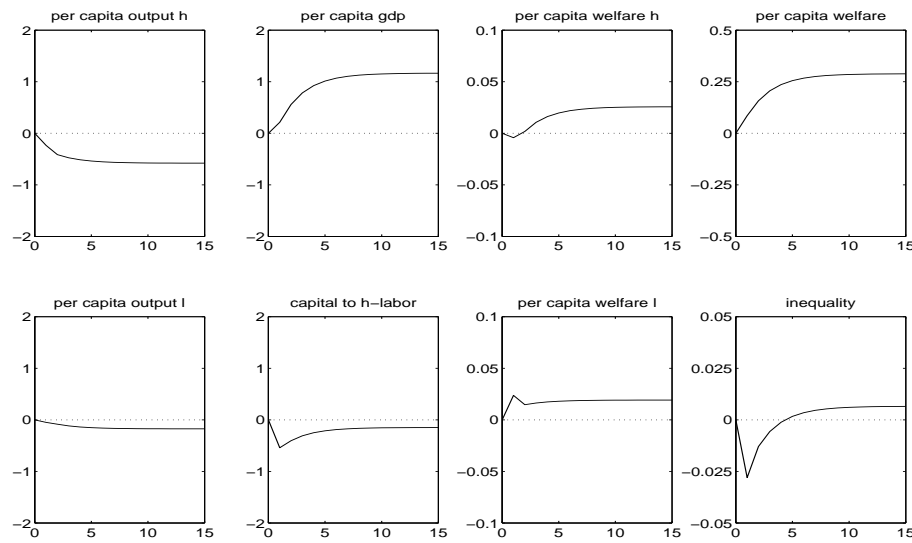 per capita output h
2
1
0
−1
−2
0 5 10 15
per capita gdp
2
1
0
−1
−2
0 5 10 15
per capita welfare h
0.1
0.05
0
−0.05
−0.1
0 5 10 15
per capita welfare
0.5
0.25
0
−0.25
−0.5
0 5 10 15
per capita output l
2
1
0
−1
−2
0 5 10 15
capital to h−labor
2
1
0
−1
−2
0 5 10 15
per capita welfare l
0.1
0.05
0
−0.05
−0.1
0 5 10 15
inequality
0.05
0.025
0
−0.025
−0.05
0 5 10 15